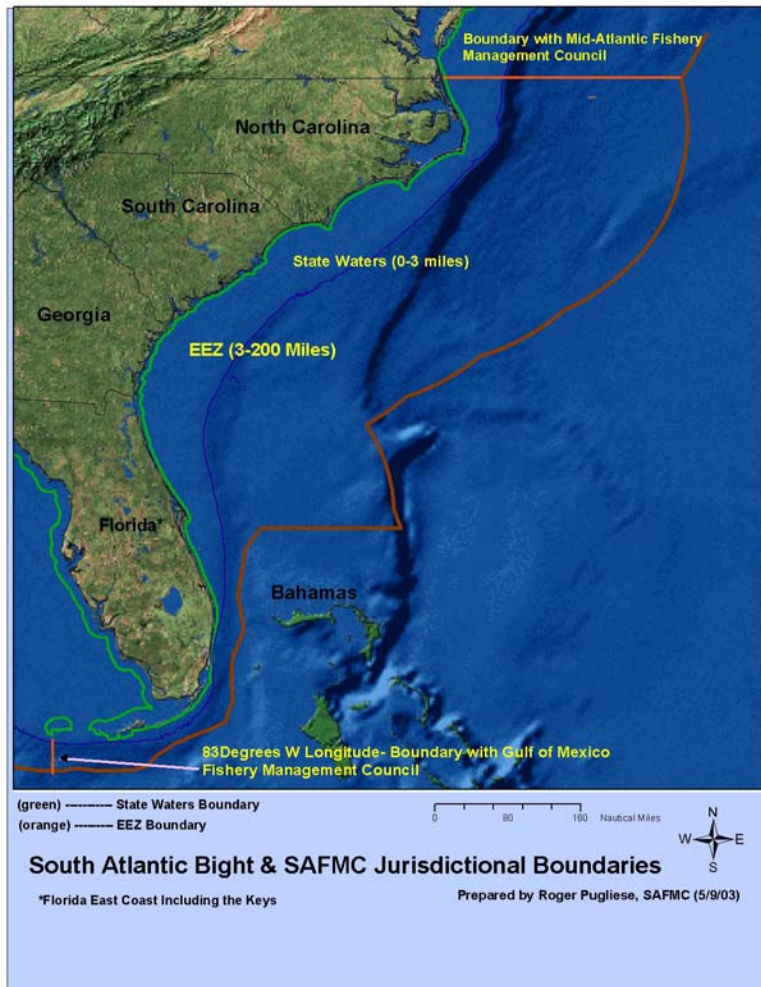 Boundary with Mid-Atlantic Fishery
Management Council
North Carolina
South Carolina
State Waters (0-3 miles)
Georgia
EEZ (3-200 Miles)
Florida*
Bahamas
83Degrees W Longitude- Boundary with Gulf of Mexico
Fishery Management Council
(green) ----------- State Waters Boundary
(orange) --------- EEZ Boundary
0 80 160 Nautical Miles
N
W E
S
South Atlantic Bight & SAFMC Jurisdictional Boundaries
*Florida East Coast Including the Keys
Prepared by Roger Pugliese, SAFMC (5/9/03)